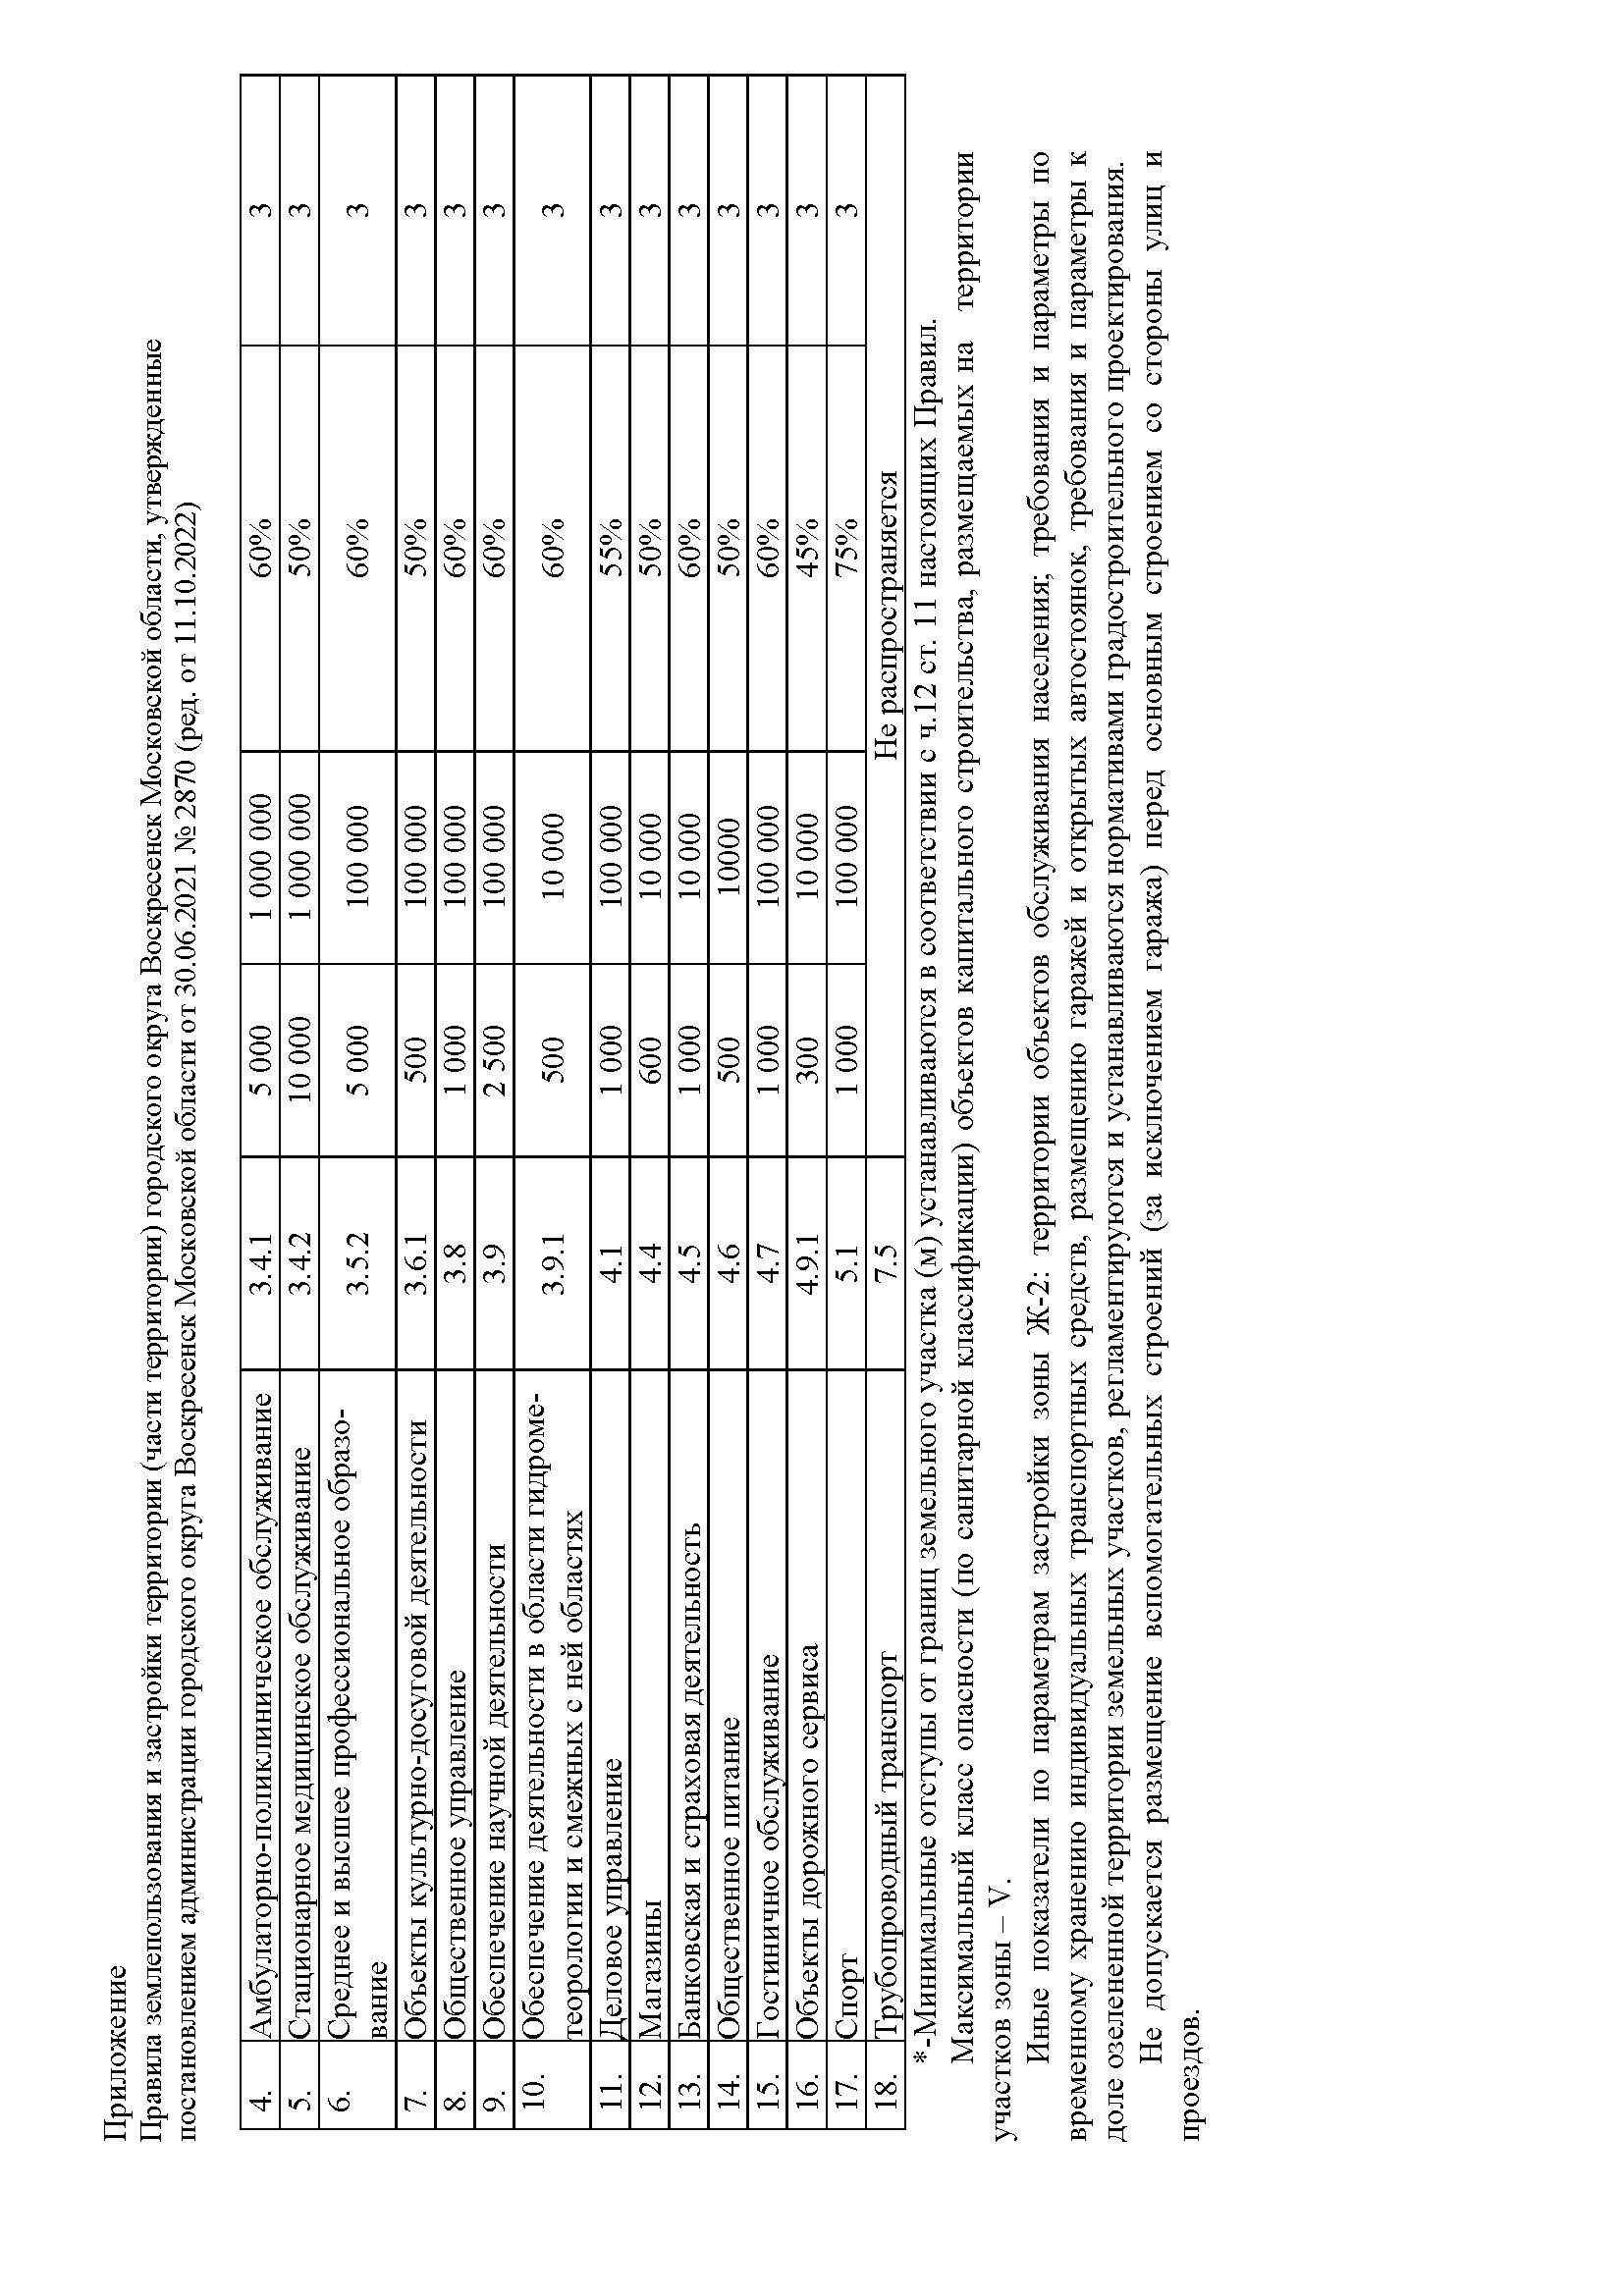 Приложение
Правила землепользования и застройки территории (части территории) городского округа Воскресенск Московской области, утвержденные
постановлением администрации городского округа Воскресенск Московской области от 30.06.2021 № 2870 (ред. от 11.10.2022)
4. Амбулаторно-поликлиническое обслуживание 3.4.1 5 000 1 000 000 60% 3
5. Стационарное медицинское обслуживание 3.4.2 10 000 1 000 000 50% 3
6. Среднее и высшее профессиональное образо-
вание 3.5.2 5 000 100 000 60% 3
7. Объекты культурно-досуговой деятельности 3.6.1 500 100 000 50% 3
8. Общественное управление 3.8 1 000 100 000 60% 3
9. Обеспечение научной деятельности 3.9 2 500 100 000 60% 3
10. Обеспечение деятельности в области гидроме-
теорологии и смежных с ней областях 3.9.1 500 10 000 60% 3
11. Деловое управление 4.1 1 000 100 000 55% 3
12. Магазины 4.4 600 10 000 50% 3
13. Банковская и страховая деятельность 4.5 1 000 10 000 60% 3
14. Общественное питание 4.6 500 10000 50% 3
15. Гостиничное обслуживание 4.7 1 000 100 000 60% 3
16. Объекты дорожного сервиса 4.9.1 300 10 000 45% 3
17. Спорт 5.1 1 000 100 000 75% 3
18. Трубопроводный транспорт 7.5 Не распространяется
*-Минимальные отступы от границ земельного участка (м) устанавливаются в соответствии с ч.12 ст. 11 настоящих Правил.
Максимальный класс опасности (по санитарной классификации) объектов капитального строительства, размещаемых на территории
участков зоны – V.
Иные показатели по параметрам застройки зоны Ж-2: территории объектов обслуживания населения; требования и параметры по
временному хранению индивидуальных транспортных средств, размещению гаражей и открытых автостоянок, требования и параметры к
доле озелененной территории земельных участков, регламентируются и устанавливаются нормативами градостроительного проектирования.
Не допускается размещение вспомогательных строений (за исключением гаража) перед основным строением со стороны улиц и
проездов.